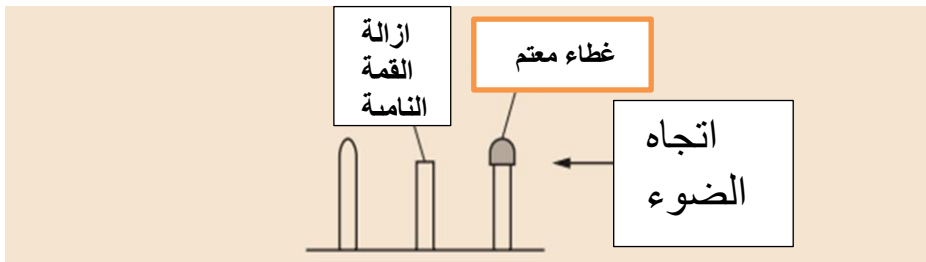 ازالة
القمة
النامية
غطاء معتم
اتجاه
الضوء